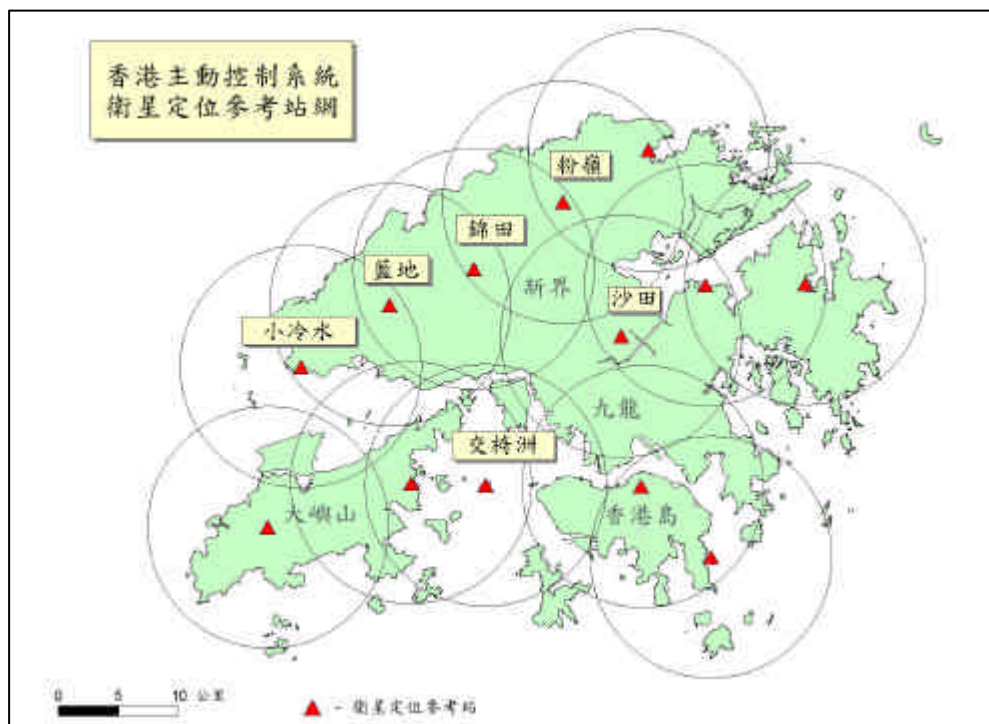 香港主動控制系統
衛星定位參考站網
粉嶺
錦田
藍地
新界
沙田
小冷水
九龍
交椅洲
大嶼山
香港島
0 5 10 公里
- 衛星定位參考站